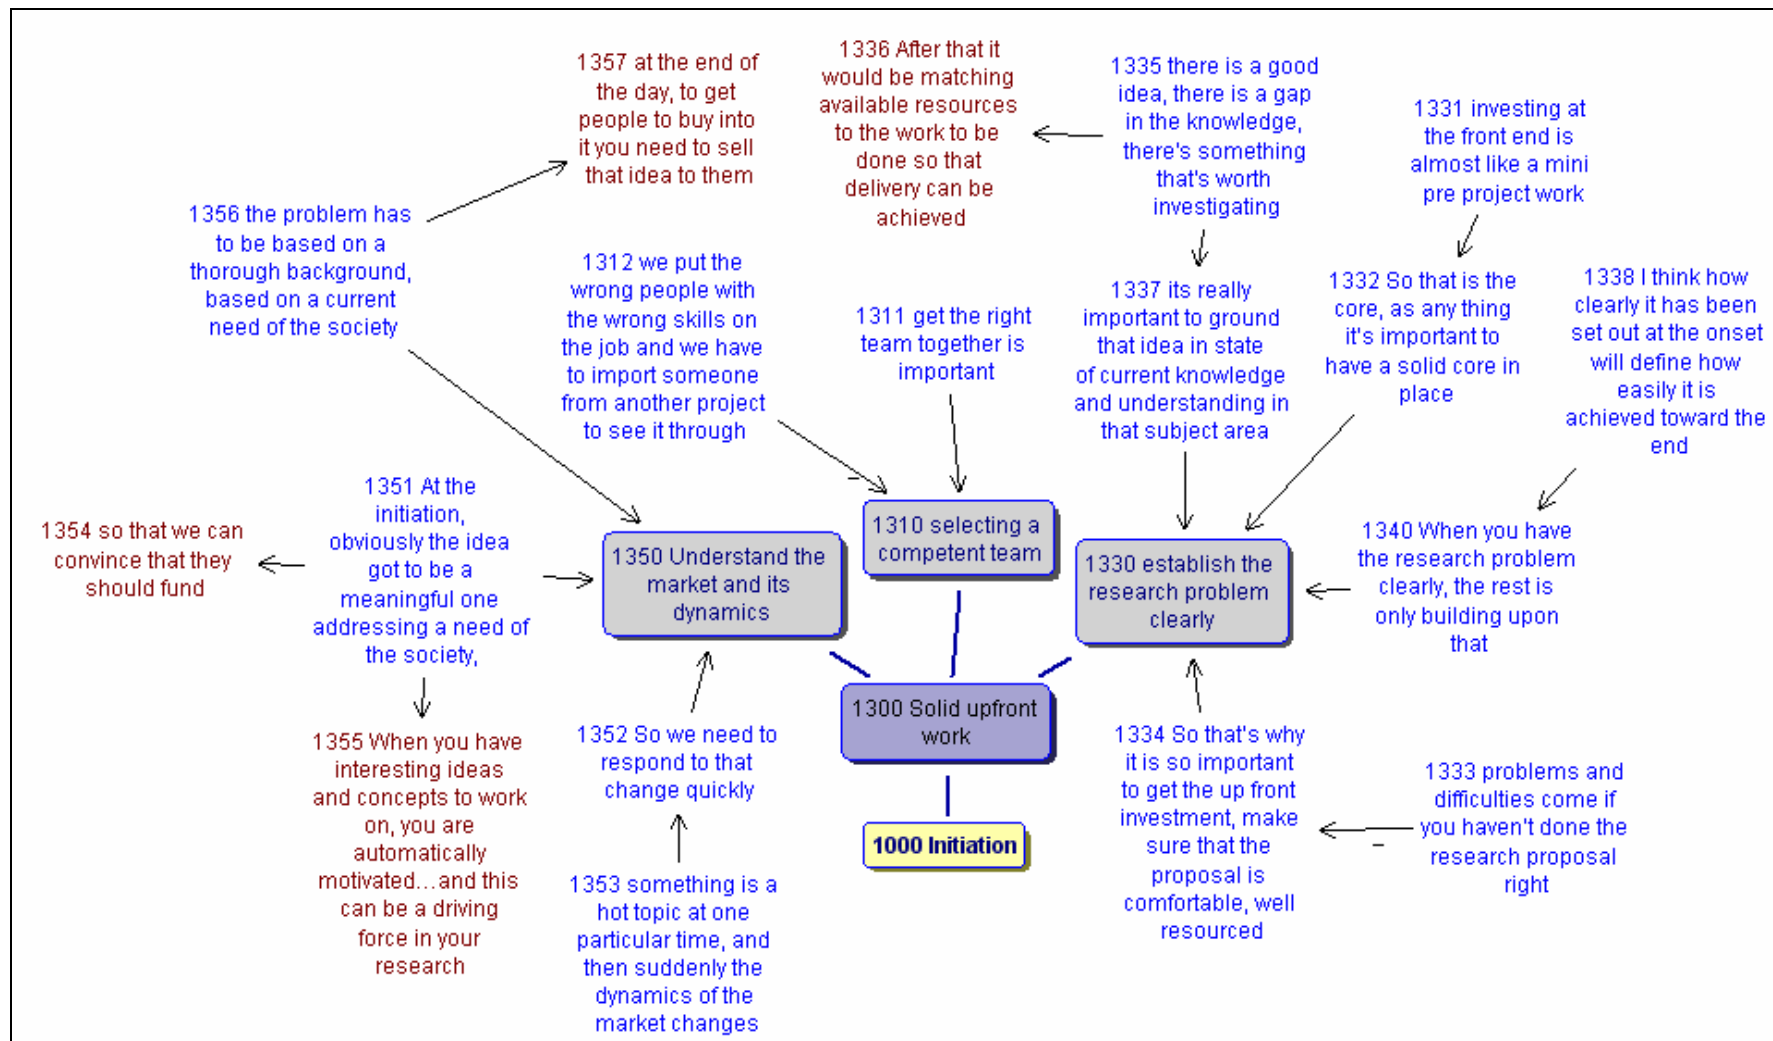 1357 at the end of
the day, to get
people to buy into
it you need to sell
that idea to them
1336 After that it
would be matching
available resources
to the work to be
done so that
delivery can be
achieved
1335 there is a good
idea, there is a gap
in the knowledge,
there's something
that's worth
investigating
1331 investing at
the front end is
almost like a mini
pre project work
1356 the problem has
to be based on a
thorough background,
based on a current
need of the society
1312 we put the
wrong people with
the wrong skills on
the job and we have
to import someone
from another project
to see it through
1311 get the right
team together is
important
1337 its really
important to ground
that idea in state
of current knowledge
and understanding in
that subject area
1332 So that is the
core, as any thing
it's important to
have a solid core in
place
1338 I think how
clearly it has been
set out at the onset
will define how
easily it is
achieved toward the
end
1354 so that we can
convince that they
should fund
1351 At the
initiation,
obviously the idea
got to be a
meaningful one
addressing a need of
the society,
1350 Understand the
market and its
dynamics
1310 selecting a
competent team
1330 establish the
research problem
clearly
1340 When you have
the research problem
clearly, the rest is
only building upon
that
1300 Solid upfront
work
1355 When you have
interesting ideas
and concepts to work
on, you are
automatically
motivated...and this
can be a driving
force in your
research
1352 So we need to
respond to that
change quickly
1334 So that's why
it is so important
to get the up front
investment, make
sure that the
proposal is
comfortable, well
resourced
1333 problems and
difficulties come if
you haven't done the
research proposal
right
1000 Initiation
1353 something is a
hot topic at one
particular time, and
then suddenly the
dynamics of the
market changes